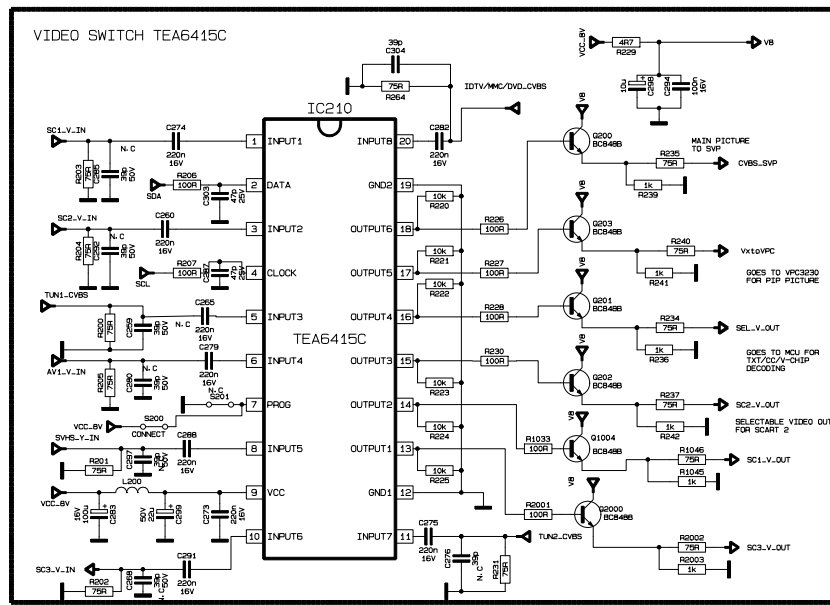 VIDEO SWITCH TEA6415C
39p
C304
75R
R264
VCC_8V
4R7
R229
V8
10u
16V
C298
C294
100n
16V
IDTV/MMC/DVD_CVBS
IC210
TEA6415C
SC1_V_IN
N.C
C274
220n
16V
1 INPUT1
INPUT8 20
C282
220n
16V
R203
75R
C285
39p
50V
R206
100R
SDA
C303
47p
25V
2 DATA
GND2 19
10k
R220
V8
Q200
BC848B
MAIN PICTURE
TO SVP
R235
75R
CVBS_SVP
1k
R239
SC2_V_IN
N.C
C260
220n
16V
3 INPUT2
OUTPUT6 18
R226
100R
R204
75R
C292
39p
50V
R207
100R
SCL
47p
25V
4 CLOCK
OUTPUT5 17
10k
R221
10k
R222
R227
100R
V8
Q203
BC848B
R240
75R
VxtoVPC
1k
R241
GOES TO VPC3230
FOR PIP PICTURE
TUN1_CVBS
N.C
C265
220n
16V
5 INPUT3
OUTPUT4 16
R228
100R
R200
75R
C259
39p
50V
V8
Q201
BC848B
R234
75R
SEL_V_OUT
1k
R236
GOES TO MCU FOR
TXT/CC/V-CHIP
DECODING
AV1_V_IN
N.C
C279
220n
16V
6 INPUT4
OUTPUT3 15
R230
100R
10k
R223
R205
75R
C280
39p
50V
N.C
S201
7 PROG
OUTPUT2 14
V8
Q202
BC848B
R237
75R
SC2_V_OUT
1k
R242
SELECTABLE VIDEO OUT
FOR SCART 2
VCC_8V
S200
CONNECT
10k
R224
SVHS_Y_IN
R201
75R
C297
39p
50V
C288
220n
16V
8 INPUT5
OUTPUT1 13
10k
R225
R1033
100R
V8
Q1004
BC848B
R1046
75R
SC1_V_OUT
R1045
1k
VCC_8V
L200
16V
100u
C283
50V
22u
C299
C273
220n
16V
9 VCC
GND1 12
R2001
100R
V8
Q2000
BC848B
10 INPUT6
INPUT7 11
C275
220n
16V
TUN2_CVBS
C276
39p
N.C
R231
75R
R2002
75R
SC3_V_OUT
R2003
1k
SC3_V_IN
R202
75R
C268
39p
50V
N.C
C291
220n
16V